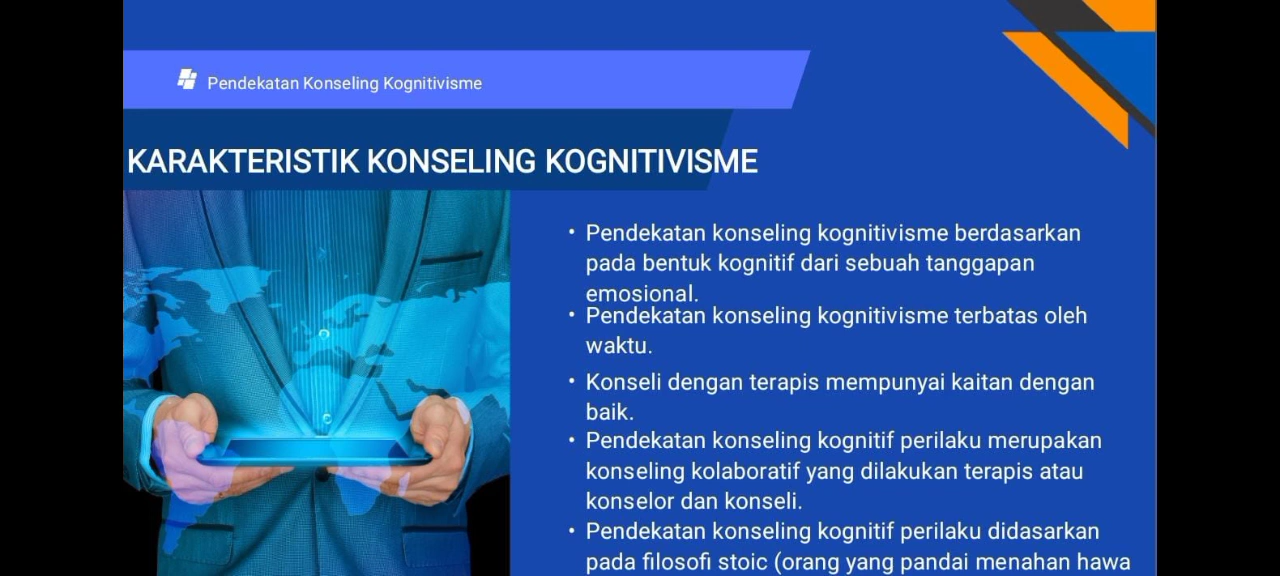 Pendekatan Konseling Kognitivisme
KARAKTERISTIK KONSELING KOGNITIVISME
• Pendekatan konseling kognitivisme berdasarkan
pada bentuk kognitif dari sebuah tanggapan
emosional.
• Pendekatan konseling kognitivisme terbatas oleh
waktu.
• Konseli dengan terapis mempunyai kaitan dengan
baik.
• Pendekatan konseling kognitif perilaku merupakan
konseling kolaboratif yang dilakukan terapis atau
konselor dan konseli.
• Pendekatan konseling kognitif perilaku didasarkan
pada filosofi stoic (orang yang pandai menahan hawa